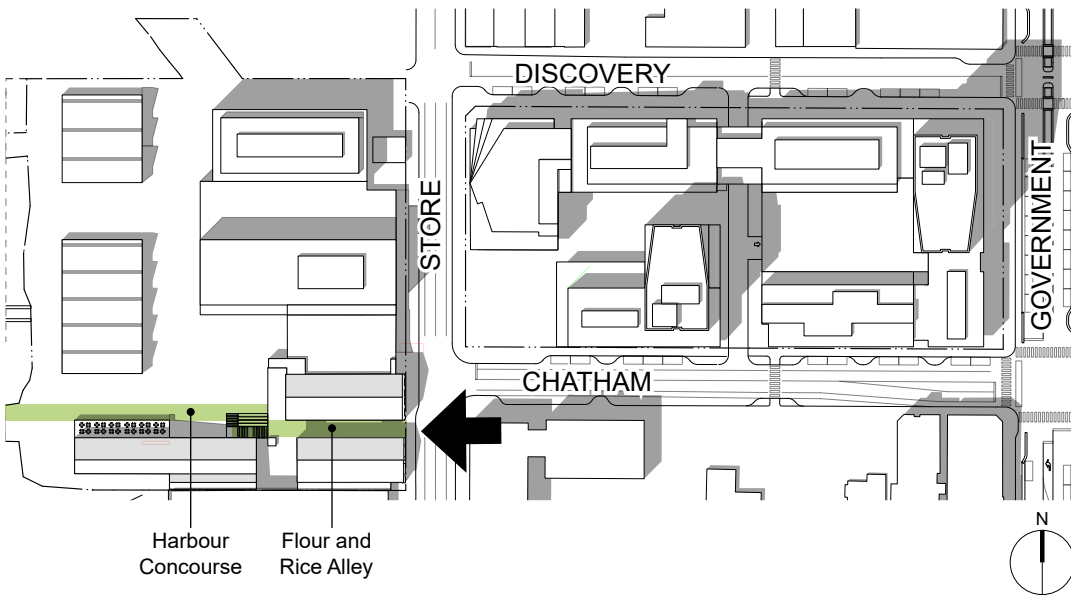 DISCOVERY
STORE
GOVERNMENT
CHATHAM
Harbour
Concourse
Flour and
Rice Alley
N